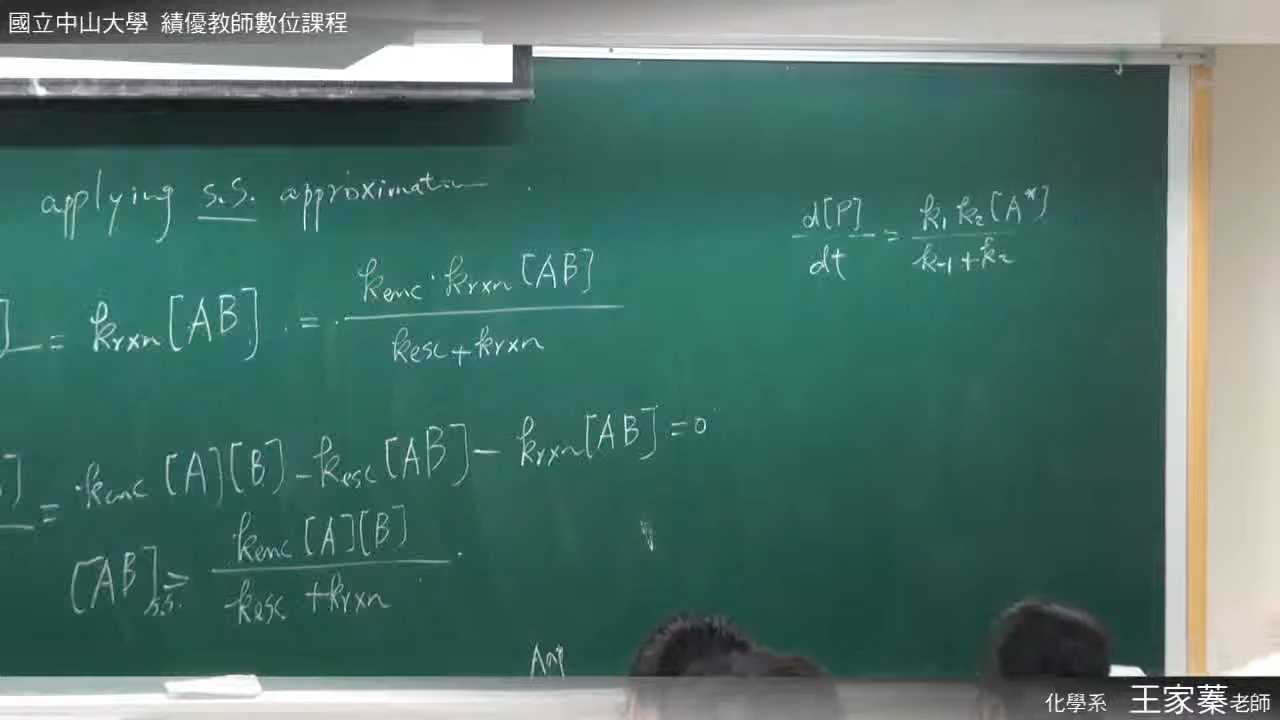 國立中山大學 績優教師數位課程
applying s.s. approximation
] = krxn[AB] = kenc·krxn[AB] / kesc+krxn
] = kenc[A][B] - kesc[AB] - krxn[AB] = 0
[AB]s.s. = kenc[A][B] / kesc+krxn
d[P] / dt = k1 k2[A*] / k-1+k2
化學系 王家蓁老師